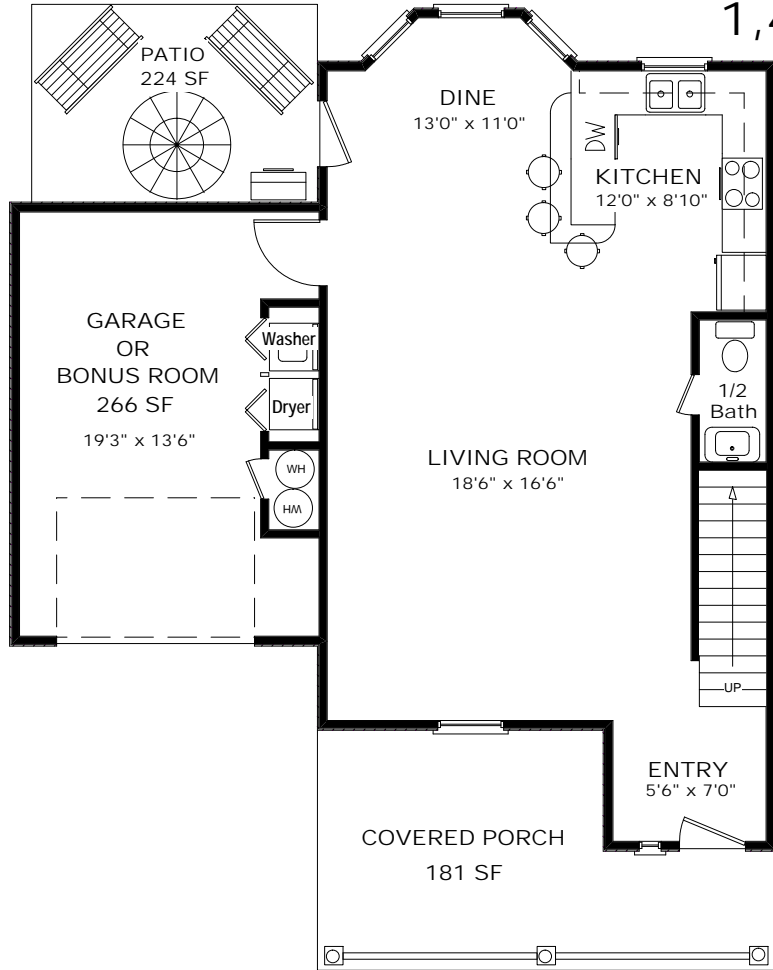 1,4
PATIO
224 SF
DINE
13'0" x 11'0"
DW
KITCHEN
12'0" x 8'10"
GARAGE
OR
BONUS ROOM
266 SF
19'3" x 13'6"
Washer
Dryer
1/2
Bath
LIVING ROOM
18'6" x 16'6"
WH
HW
UP
ENTRY
5'6" x 7'0"
COVERED PORCH
181 SF